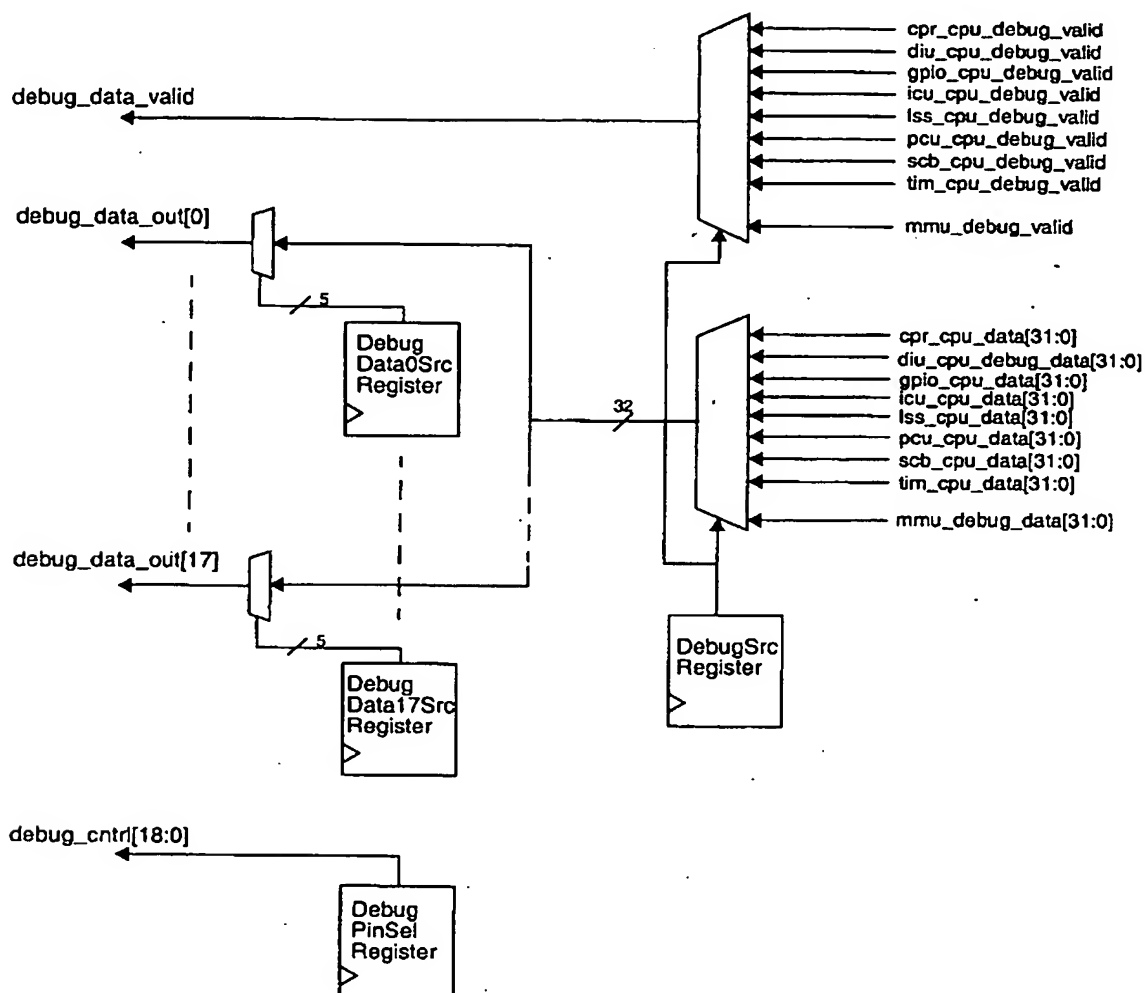 cpr_cpu_debug_valid
diu_cpu_debug_valid
gpio_cpu_debug_valid
icu_cpu_debug_valid
lss_cpu_debug_valid
pcu_cpu_debug_valid
scb_cpu_debug_valid
tim_cpu_debug_valid
mmu_debug_valid
debug_data_valid
debug_data_out[0]
5
Debug
Data0Src
Register
cpr_cpu_data[31:0]
diu_cpu_debug_data[31:0]
gpio_cpu_data[31:0]
icu_cpu_data[31:0]
lss_cpu_data[31:0]
pcu_cpu_data[31:0]
scb_cpu_data[31:0]
tim_cpu_data[31:0]
mmu_debug_data[31:0]
32
debug_data_out[17]
5
Debug
Data17Src
Register
DebugSrc
Register
debug_cntrl[18:0]
Debug
PinSel
Register